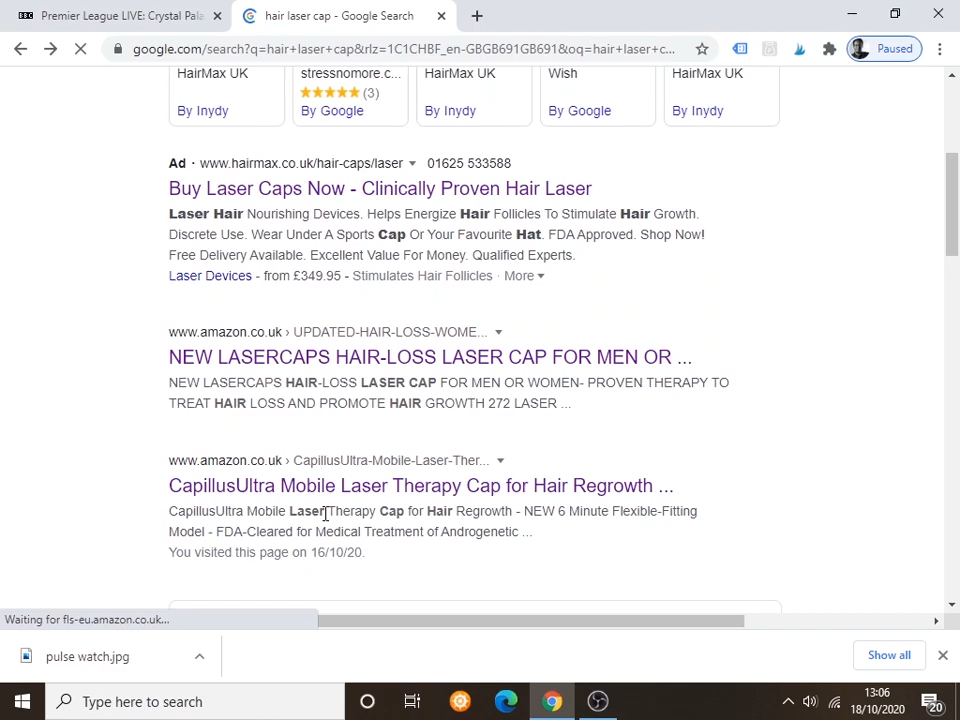 Premier League LIVE: Crystal Pala
hair laser cap - Google Search
google.com/search?q=hair+laser+cap&rlz=1C1CHBF_en-GBGB691GB691&oq=hair+laser+c...
Paused
HairMax UK
stressnomore.c...
HairMax UK
Wish
HairMax UK
(3)
By Inydy
By Google
By Inydy
By Google
By Inydy
Ad · www.hairmax.co.uk/hair-caps/laser 01625 533588
Buy Laser Caps Now - Clinically Proven Hair Laser
Laser Hair Nourishing Devices. Helps Energize Hair Follicles To Stimulate Hair Growth.
Discrete Use. Wear Under A Sports Cap Or Your Favourite Hat. FDA Approved. Shop Now!
Free Delivery Available. Excellent Value For Money. Qualified Experts.
Laser Devices - from £349.95 - Stimulates Hair Follicles · More
www.amazon.co.uk › UPDATED-HAIR-LOSS-WOME...
NEW LASERCAPS HAIR-LOSS LASER CAP FOR MEN OR ...
NEW LASERCAPS HAIR-LOSS LASER CAP FOR MEN OR WOMEN- PROVEN THERAPY TO
TREAT HAIR LOSS AND PROMOTE HAIR GROWTH 272 LASER ...
www.amazon.co.uk › CapillusUltra-Mobile-Laser-Ther...
CapillusUltra Mobile Laser Therapy Cap for Hair Regrowth ...
CapillusUltra Mobile Laser Therapy Cap for Hair Regrowth - NEW 6 Minute Flexible-Fitting
Model - FDA-Cleared for Medical Treatment of Androgenetic ...
You visited this page on 16/10/20.
Waiting for fls-eu.amazon.co.uk...
pulse watch.jpg
Show all
Type here to search
13:06
18/10/2020
20